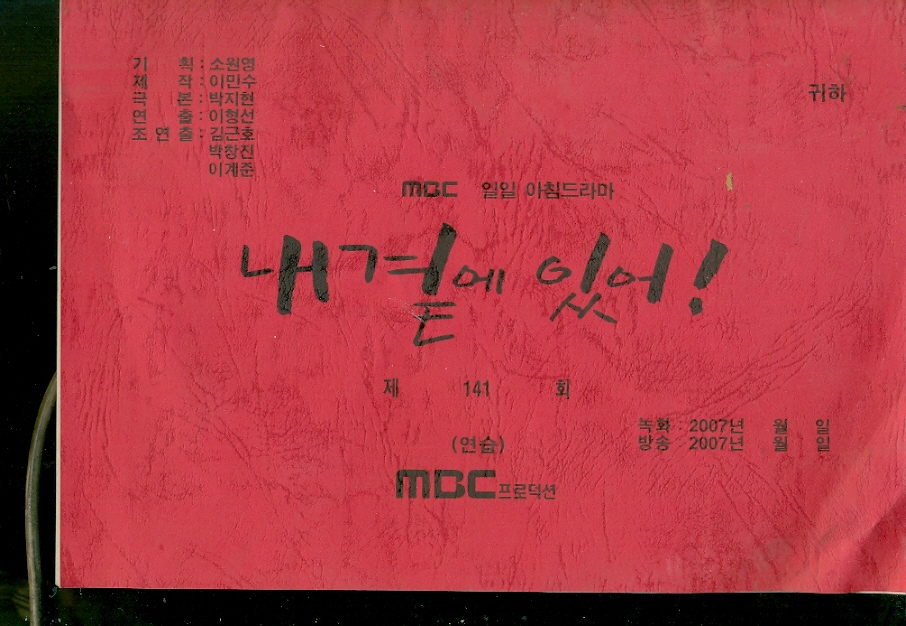 기 획 : 소원영
제 작 : 이민수
극 본 : 박지현
연 출 : 이형선
조 연 출 : 김근호
박창진
이계준
귀하
MBC 일일 아침드라마
내곁에 있어!
제 141 회
녹화 : 2007년 월 일
방송 : 2007년 월 일
(연습)
MBC프로덕션